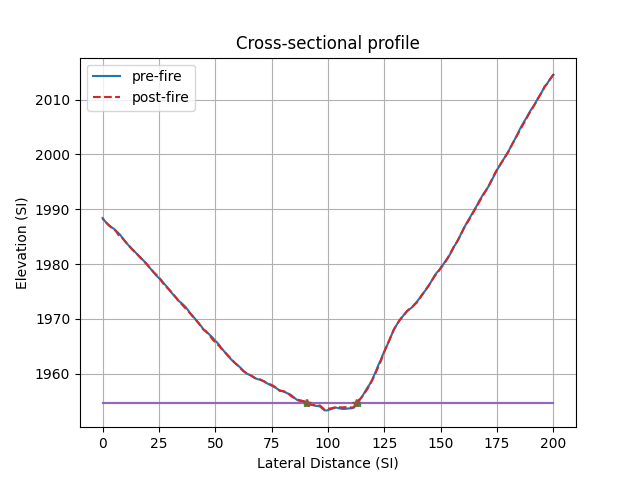 Cross-sectional profile
pre-fire
post-fire
2010
2000
1990
1980
1970
1960
Elevation (SI)
0 25 50 75 100 125 150 175 200
Lateral Distance (SI)